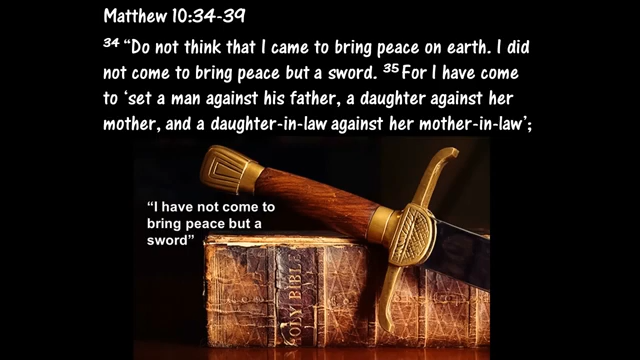 Matthew 10:34-39
34 “Do not think that I came to bring peace on earth. I did
not come to bring peace but a sword. 35 For I have come
to ‘set a man against his father, a daughter against her
mother, and a daughter-in-law against her mother-in-law’;
“I have not come to
bring peace but a
sword”
HOLY BIBLE